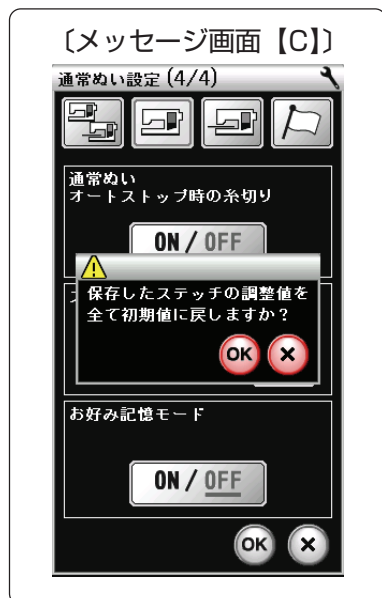 〔メッセージ画面【C】〕
通常ぬい設定 (4/4)
通常ぬい
オートストップ時の糸切り
ON / OFF
保存したステッチの調整値を
全て初期値に戻しますか？
OK ×
お好み記憶モード
ON / OFF
OK ×